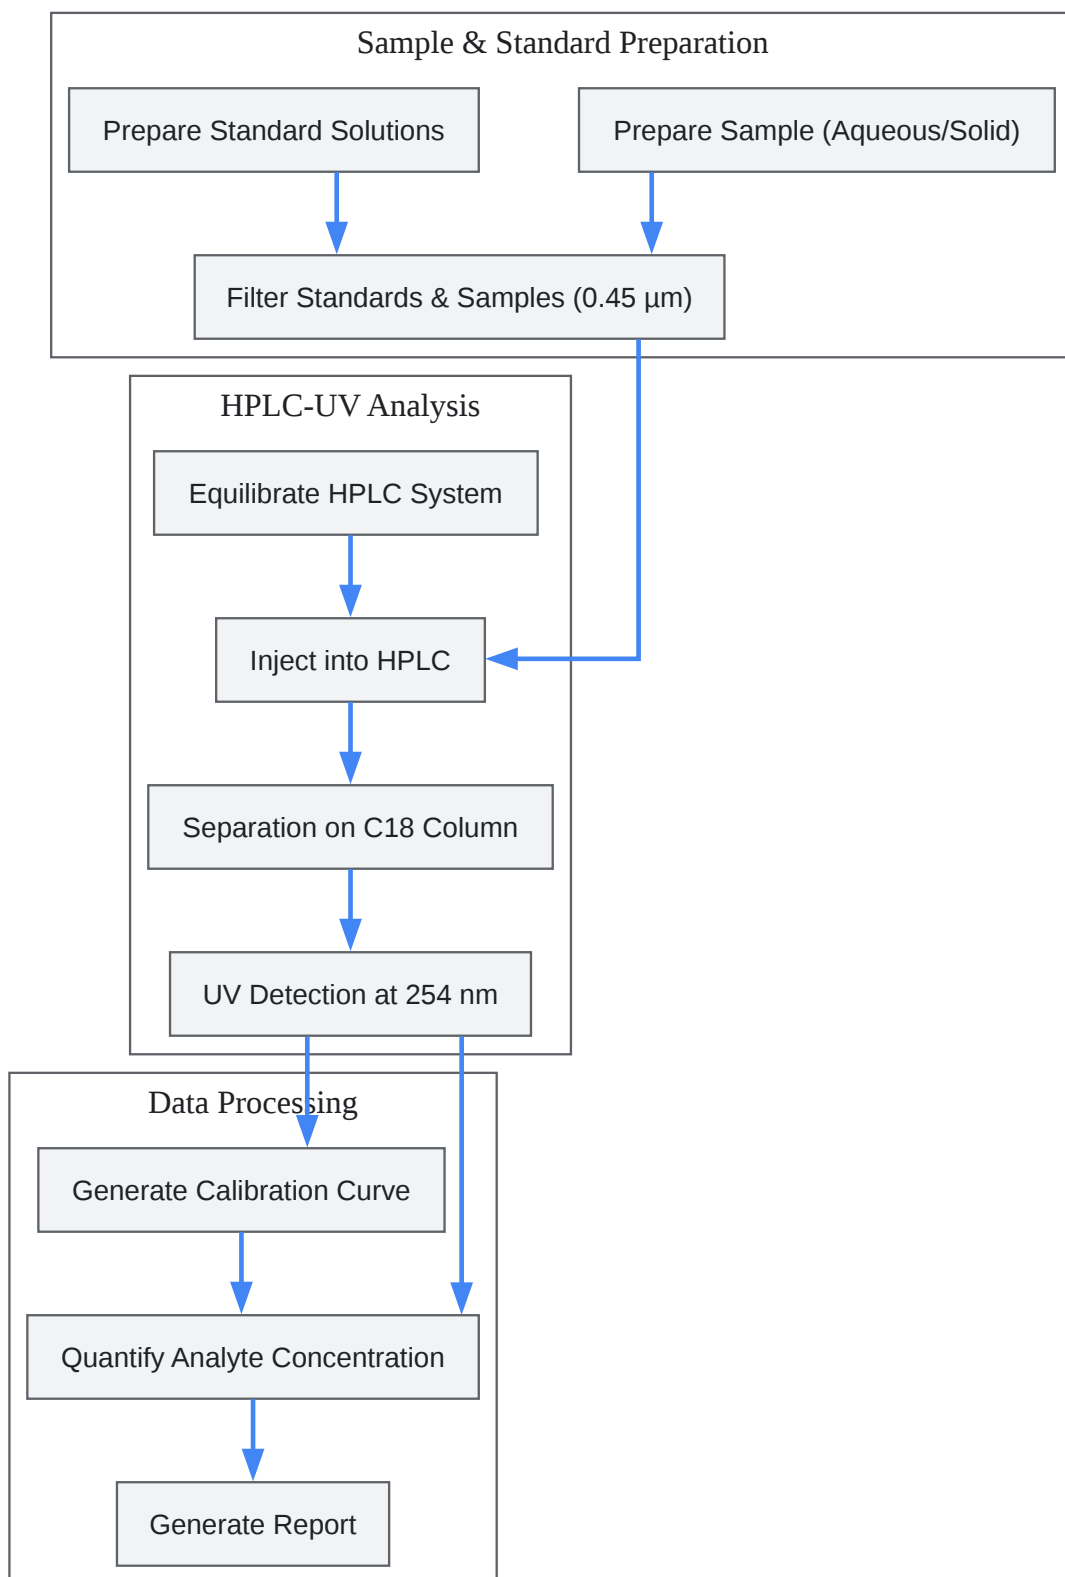 Sample & Standard Preparation
Prepare Standard Solutions
Prepare Sample (Aqueous/Solid)
Filter Standards & Samples (0.45 µm)
HPLC-UV Analysis
Equilibrate HPLC System
Inject into HPLC
Separation on C18 Column
UV Detection at 254 nm
Data Processing
Generate Calibration Curve
Quantify Analyte Concentration
Generate Report